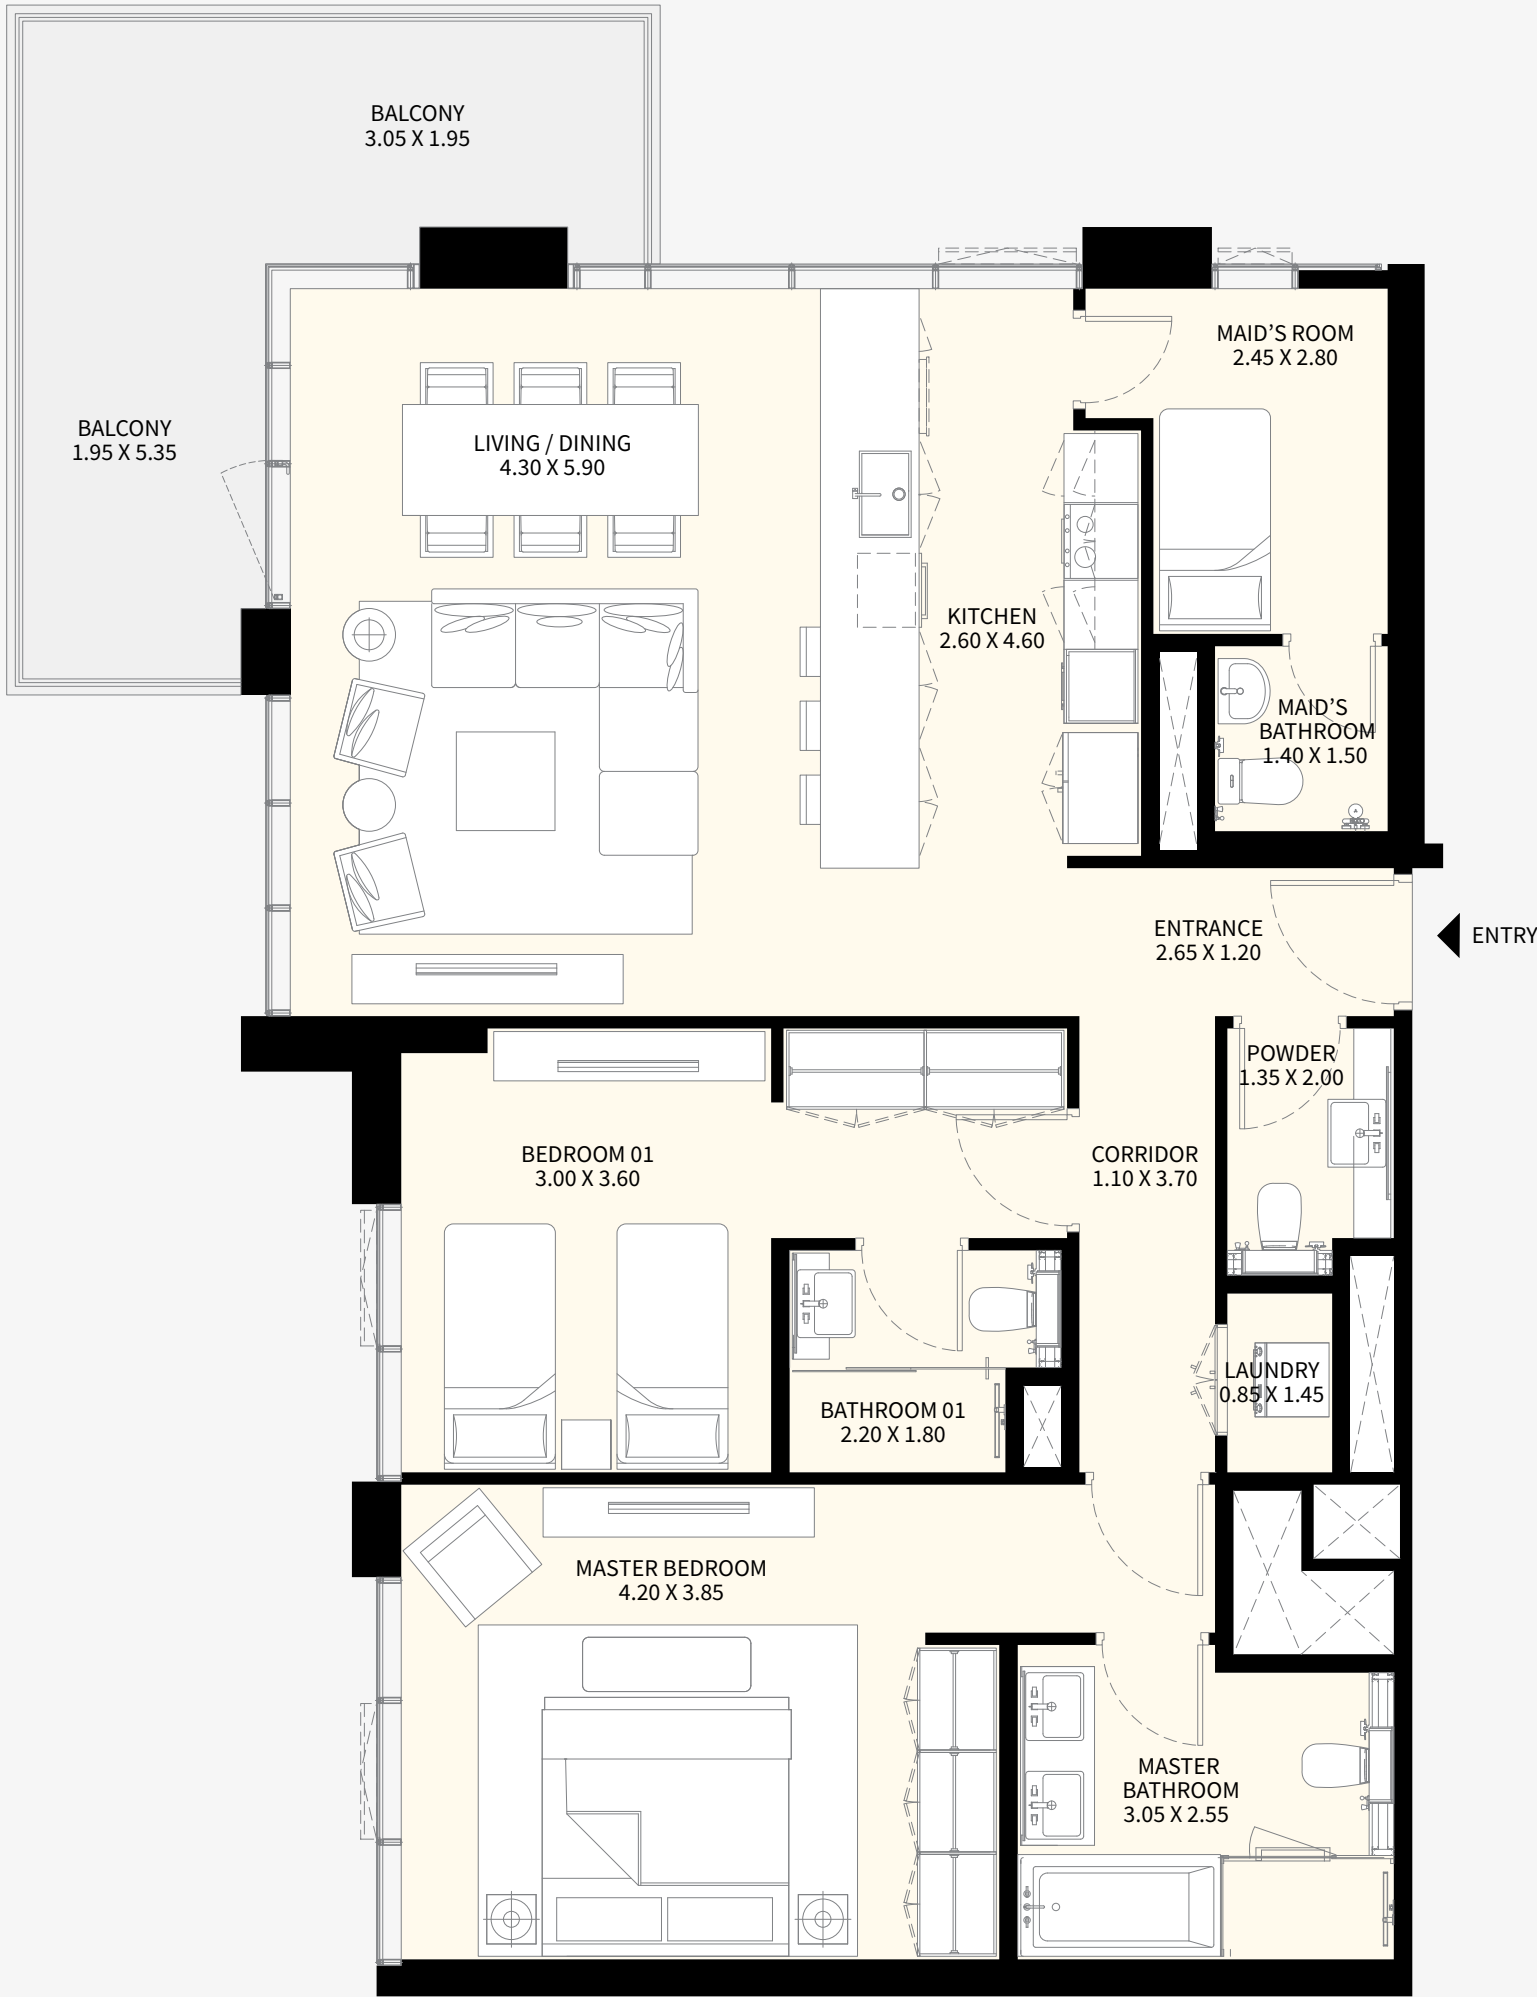 BALCONY
3.05 X 1.95
MAID’S ROOM
2.45 X 2.80
BALCONY
1.95 X 5.35
LIVING / DINING
4.30 X 5.90
KITCHEN
2.60 X 4.60
MAID’S
BATHROOM
1.40 X 1.50
ENTRANCE
2.65 X 1.20
ENTRY
POWDER
1.35 X 2.00
BEDROOM 01
3.00 X 3.60
CORRIDOR
1.10 X 3.70
LAUNDRY
0.85 X 1.45
BATHROOM 01
2.20 X 1.80
MASTER BEDROOM
4.20 X 3.85
MASTER
BATHROOM
3.05 X 2.55